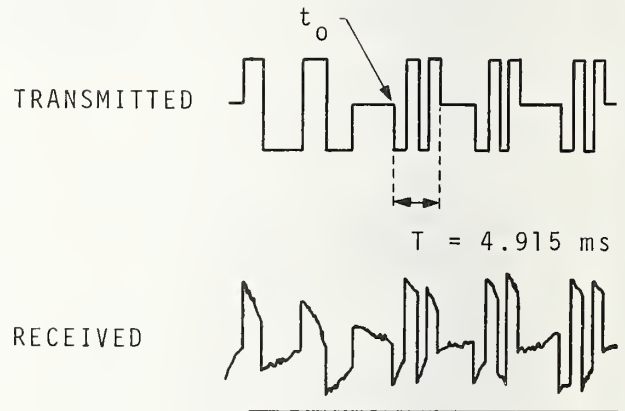 t₀
TRANSMITTED
T = 4.915 ms
RECEIVED